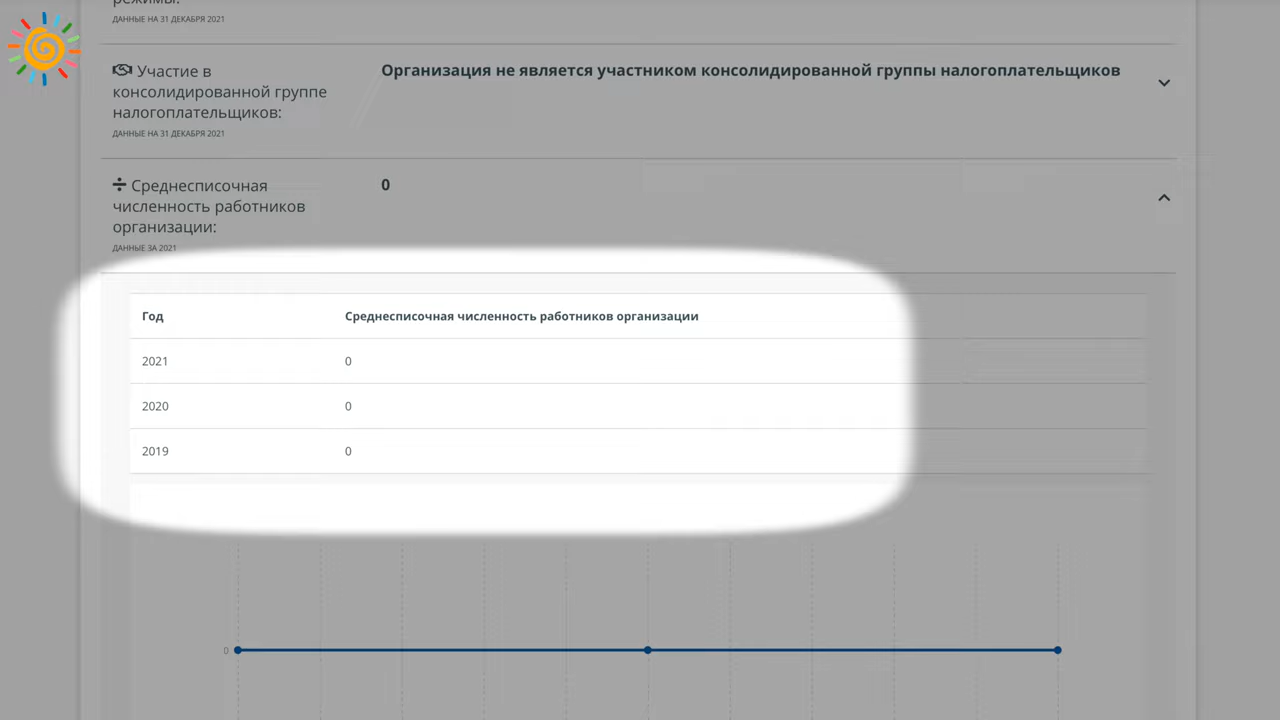 режимы:
ДАННЫЕ НА 31 ДЕКАБРЯ 2021
Участие в
консолидированной группе
налогоплательщиков:
ДАННЫЕ НА 31 ДЕКАБРЯ 2021
Организация не является участником консолидированной группы налогоплательщиков
Среднесписочная
численность работников
организации:
ДАННЫЕ ЗА 2021
0
Год Среднесписочная численность работников организации
2021 0
2020 0
2019 0
0